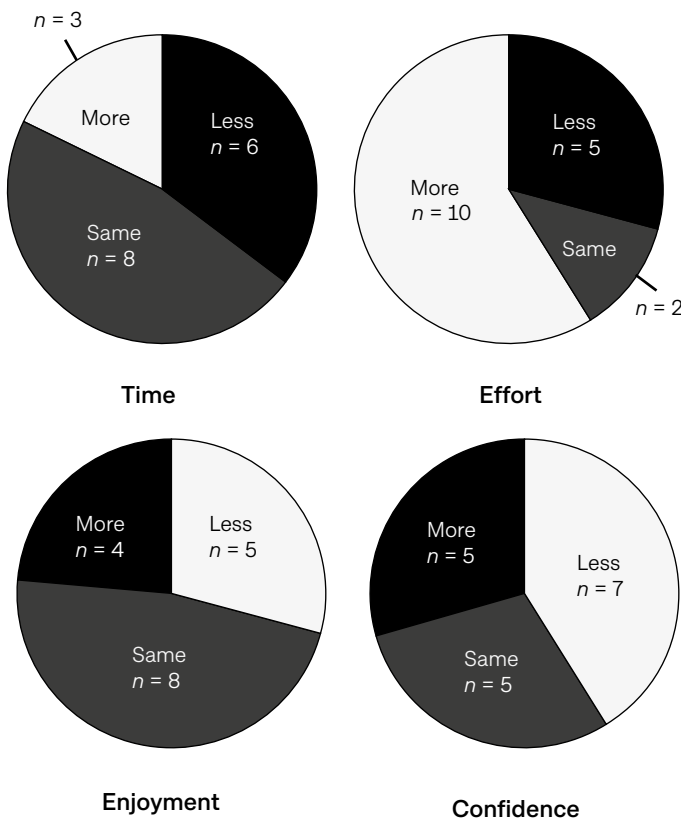 n = 3
More
Less
n = 6
Same
n = 8
Time
Less
n = 5
More
n = 10
Same
n = 2
Effort
More
n = 4
Less
n = 5
Same
n = 8
Enjoyment
More
n = 5
Less
n = 7
Same
n = 5
Confidence